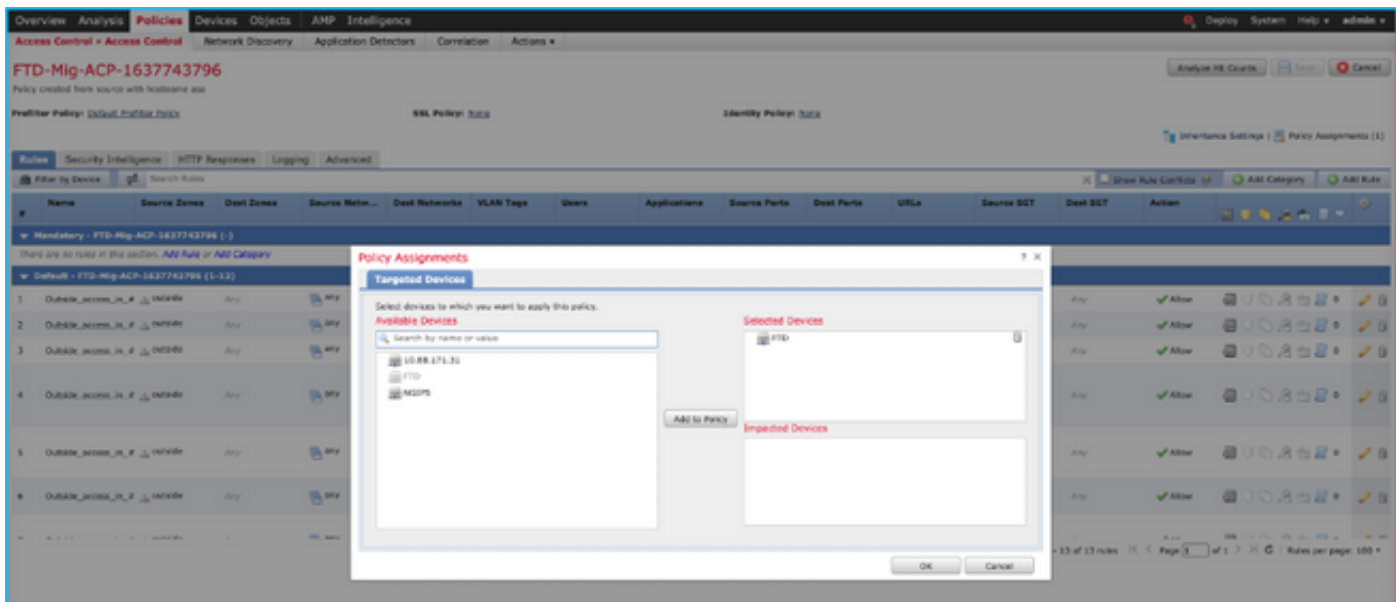 Overview Analysis Policies Devices Objects AMP Intelligence Deploy System Help admin
Access Control > Access Control Network Discovery Application Detectors Correlation Actions
FTD-Mig-ACP-1637743796
Analyze Hit Counts Save Cancel
Policy created from source with hostname asa
Prefilter Policy: Default Prefilter Policy SSL Policy: None Identity Policy: None
Inheritance Settings | Policy Assignments (1)
Rules Security Intelligence HTTP Responses Logging Advanced
Filter by Device Search Rules Show Rule Conflicts Add Category Add Rule
# Name Source Zones Dest Zones Source Netw... Dest Networks VLAN Tags Users Applications Source Ports Dest Ports URLs Source SGT Dest SGT Action
Mandatory - FTD-Mig-ACP-1637743796 (-)
There are no rules in this section. Add Rule or Add Category
Default - FTD-Mig-ACP-1637743796 (1-13)
1 Outside_access_in_# outside Any any Any Allow 0
2 Outside_access_in_# outside Any any Any Allow 0
3 Outside_access_in_# outside Any any Any Allow 0
4 Outside_access_in_# outside Any any Any Allow 0
5 Outside_access_in_# outside Any any Any Allow 0
6 Outside_access_in_# outside Any any Any Allow 0
Policy Assignments ?
Targeted Devices
Select devices to which you want to apply this policy.
Available Devices
Search by name or value
10.88.171.31
FTD
NGIPS
Add to Policy
Selected Devices
FTD
Impacted Devices
OK Cancel
- 13 of 13 rules Page 1 of 1 Rules per page: 100